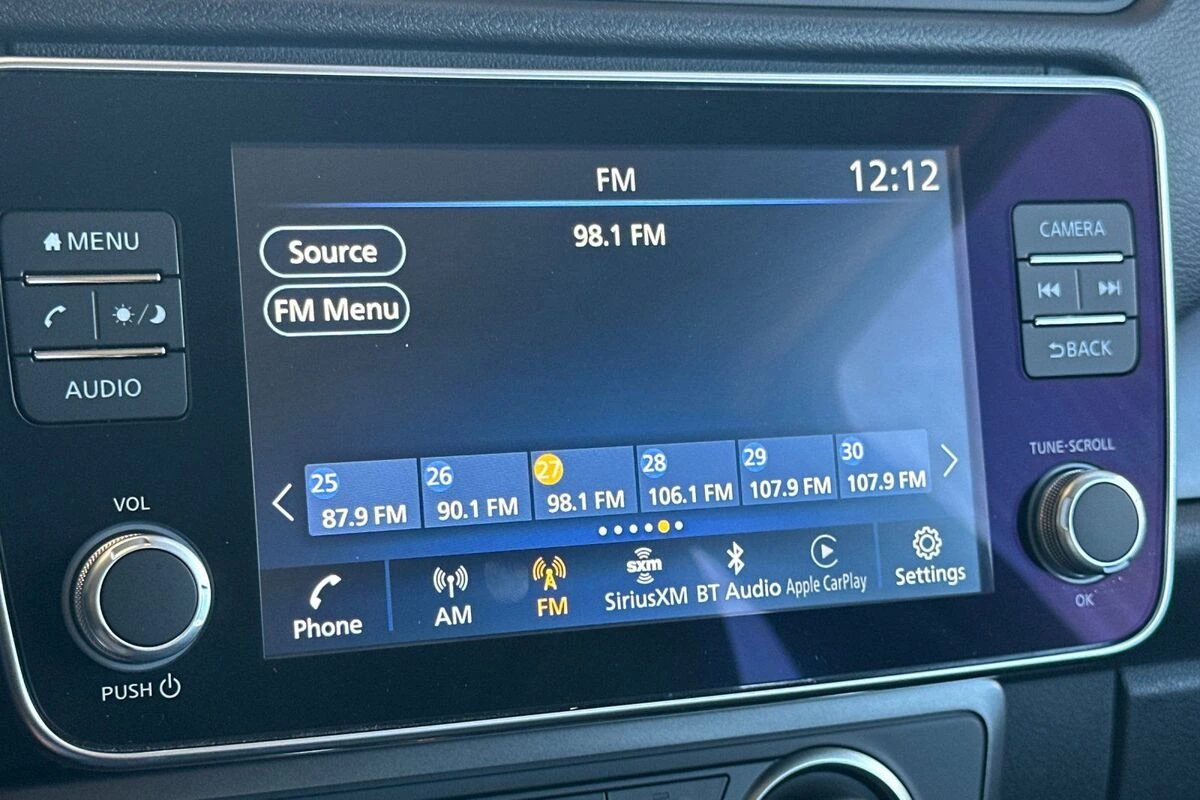 FM
12:12
MENU
Source
98.1 FM
CAMERA
FM Menu
AUDIO
BACK
25
26
27
28
29
30
87.9 FM
90.1 FM
98.1 FM
106.1 FM
107.9 FM
107.9 FM
TUNE·SCROLL
VOL
sxm
Phone
AM
FM
SiriusXM
BT Audio
Apple CarPlay
Settings
OK
PUSH